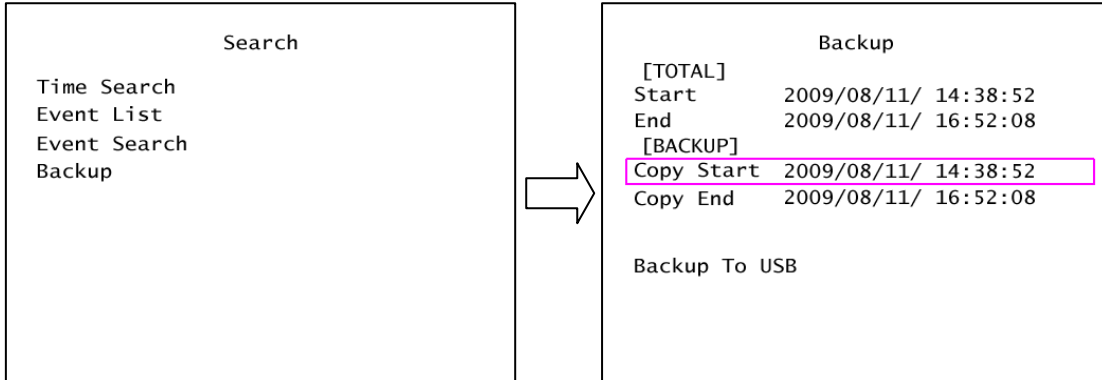 Search
Time Search
Event List
Event Search
Backup
Backup
[TOTAL]
Start 2009/08/11/ 14:38:52
End 2009/08/11/ 16:52:08
[BACKUP]
Copy Start 2009/08/11/ 14:38:52
Copy End 2009/08/11/ 16:52:08
Backup To USB